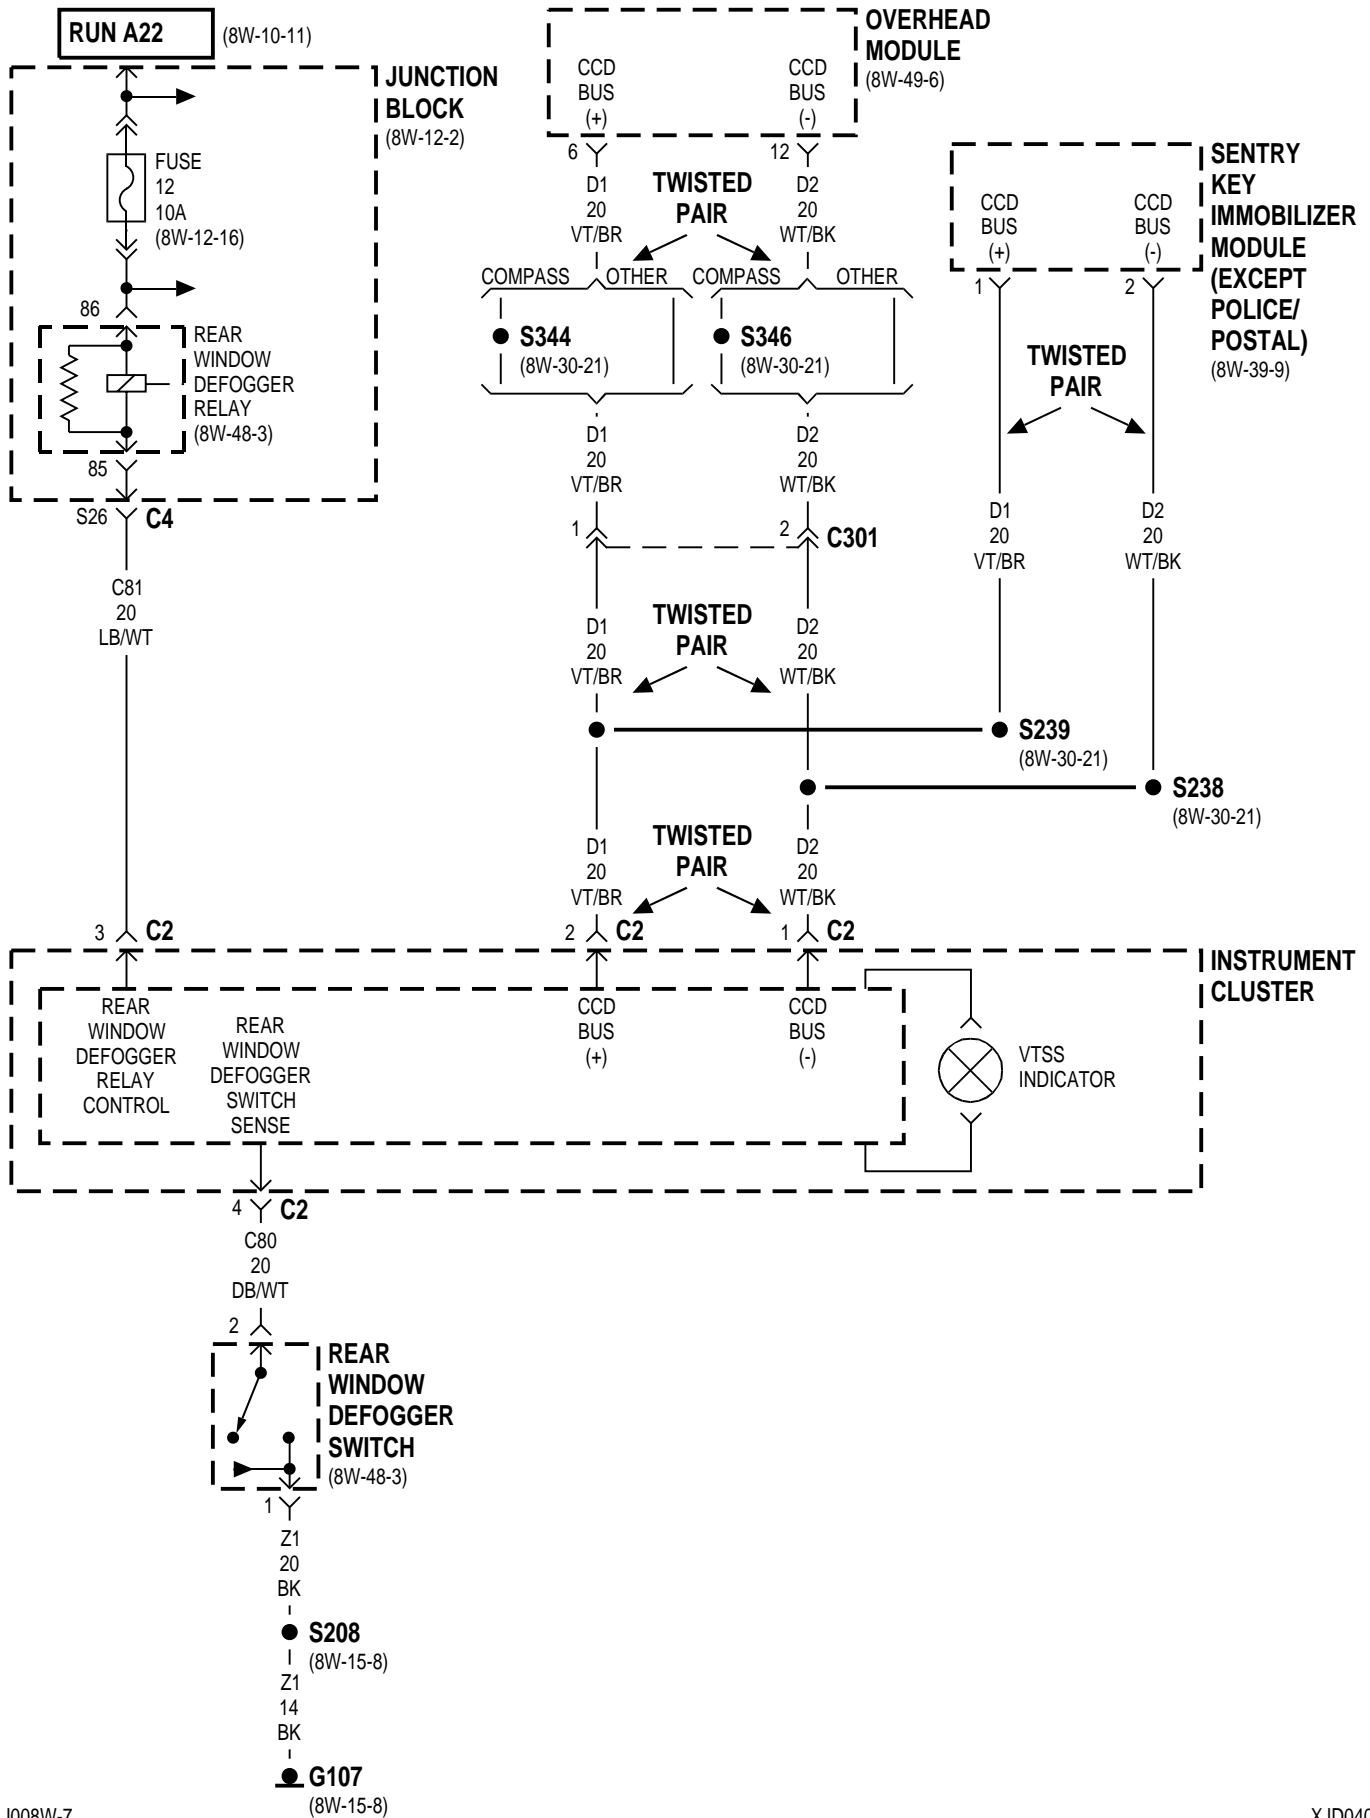 RUN A22
(8W-10-11)
JUNCTION
BLOCK
(8W-12-2)
FUSE
12
10A
(8W-12-16)
86
REAR
WINDOW
DEFOGGER
RELAY
(8W-48-3)
85
S26
C4
C81
20
LB/WT
3
C2
OVERHEAD
MODULE
(8W-49-6)
CCD
BUS
(+)
CCD
BUS
(-)
6
12
D1
20
VT/BR
TWISTED
PAIR
D2
20
WT/BK
COMPASS
OTHER
COMPASS
OTHER
S344
(8W-30-21)
S346
(8W-30-21)
D1
20
VT/BR
D2
20
WT/BK
1
2
C301
D1
20
VT/BR
TWISTED
PAIR
D2
20
WT/BK
SENTRY
KEY
IMMOBILIZER
MODULE
(EXCEPT
POLICE/
POSTAL)
(8W-39-9)
CCD
BUS
(+)
CCD
BUS
(-)
1
2
TWISTED
PAIR
D1
20
VT/BR
D2
20
WT/BK
S239
(8W-30-21)
S238
(8W-30-21)
D1
20
VT/BR
TWISTED
PAIR
D2
20
WT/BK
2
C2
1
C2
INSTRUMENT
CLUSTER
REAR
WINDOW
DEFOGGER
RELAY
CONTROL
REAR
WINDOW
DEFOGGER
SWITCH
SENSE
CCD
BUS
(+)
CCD
BUS
(-)
VTSS
INDICATOR
4
C2
C80
20
DB/WT
2
REAR
WINDOW
DEFOGGER
SWITCH
(8W-48-3)
1
Z1
20
BK
S208
(8W-15-8)
Z1
14
BK
G107
(8W-15-8)